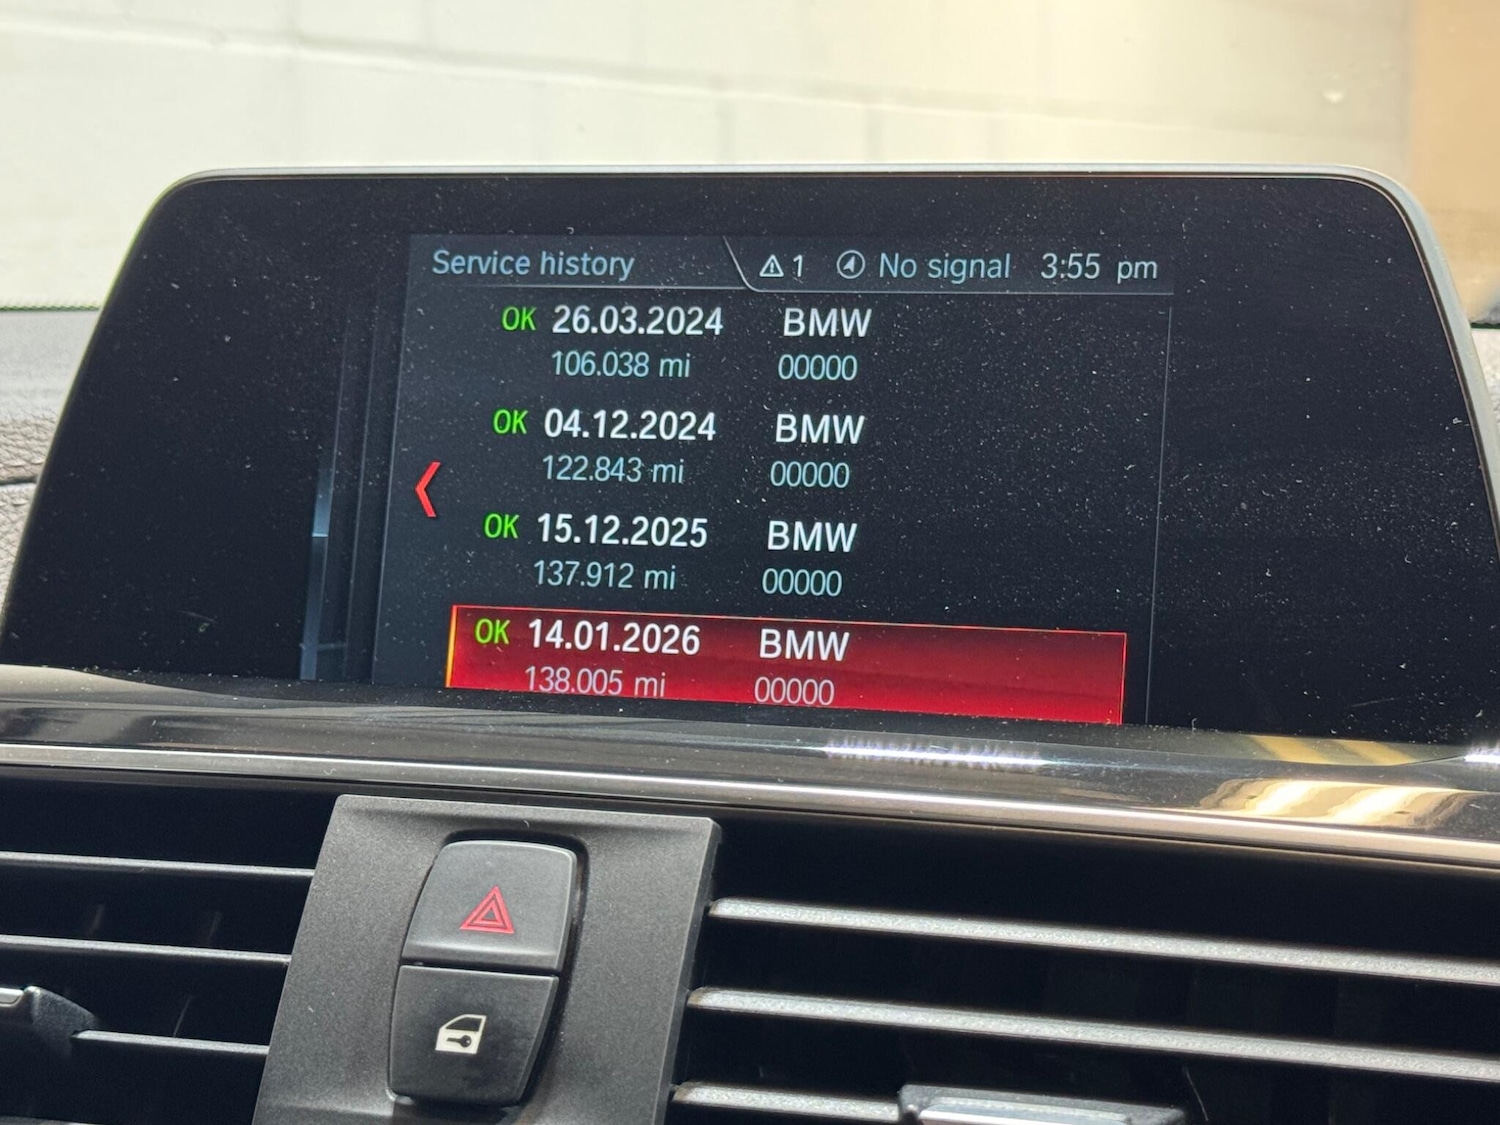 Service history 1 No signal 3:55 pm
OK 26.03.2024 BMW
106.038 mi 00000
OK 04.12.2024 BMW
122.843 mi 00000
OK 15.12.2025 BMW
137.912 mi 00000
OK 14.01.2026 BMW
138.005 mi 00000